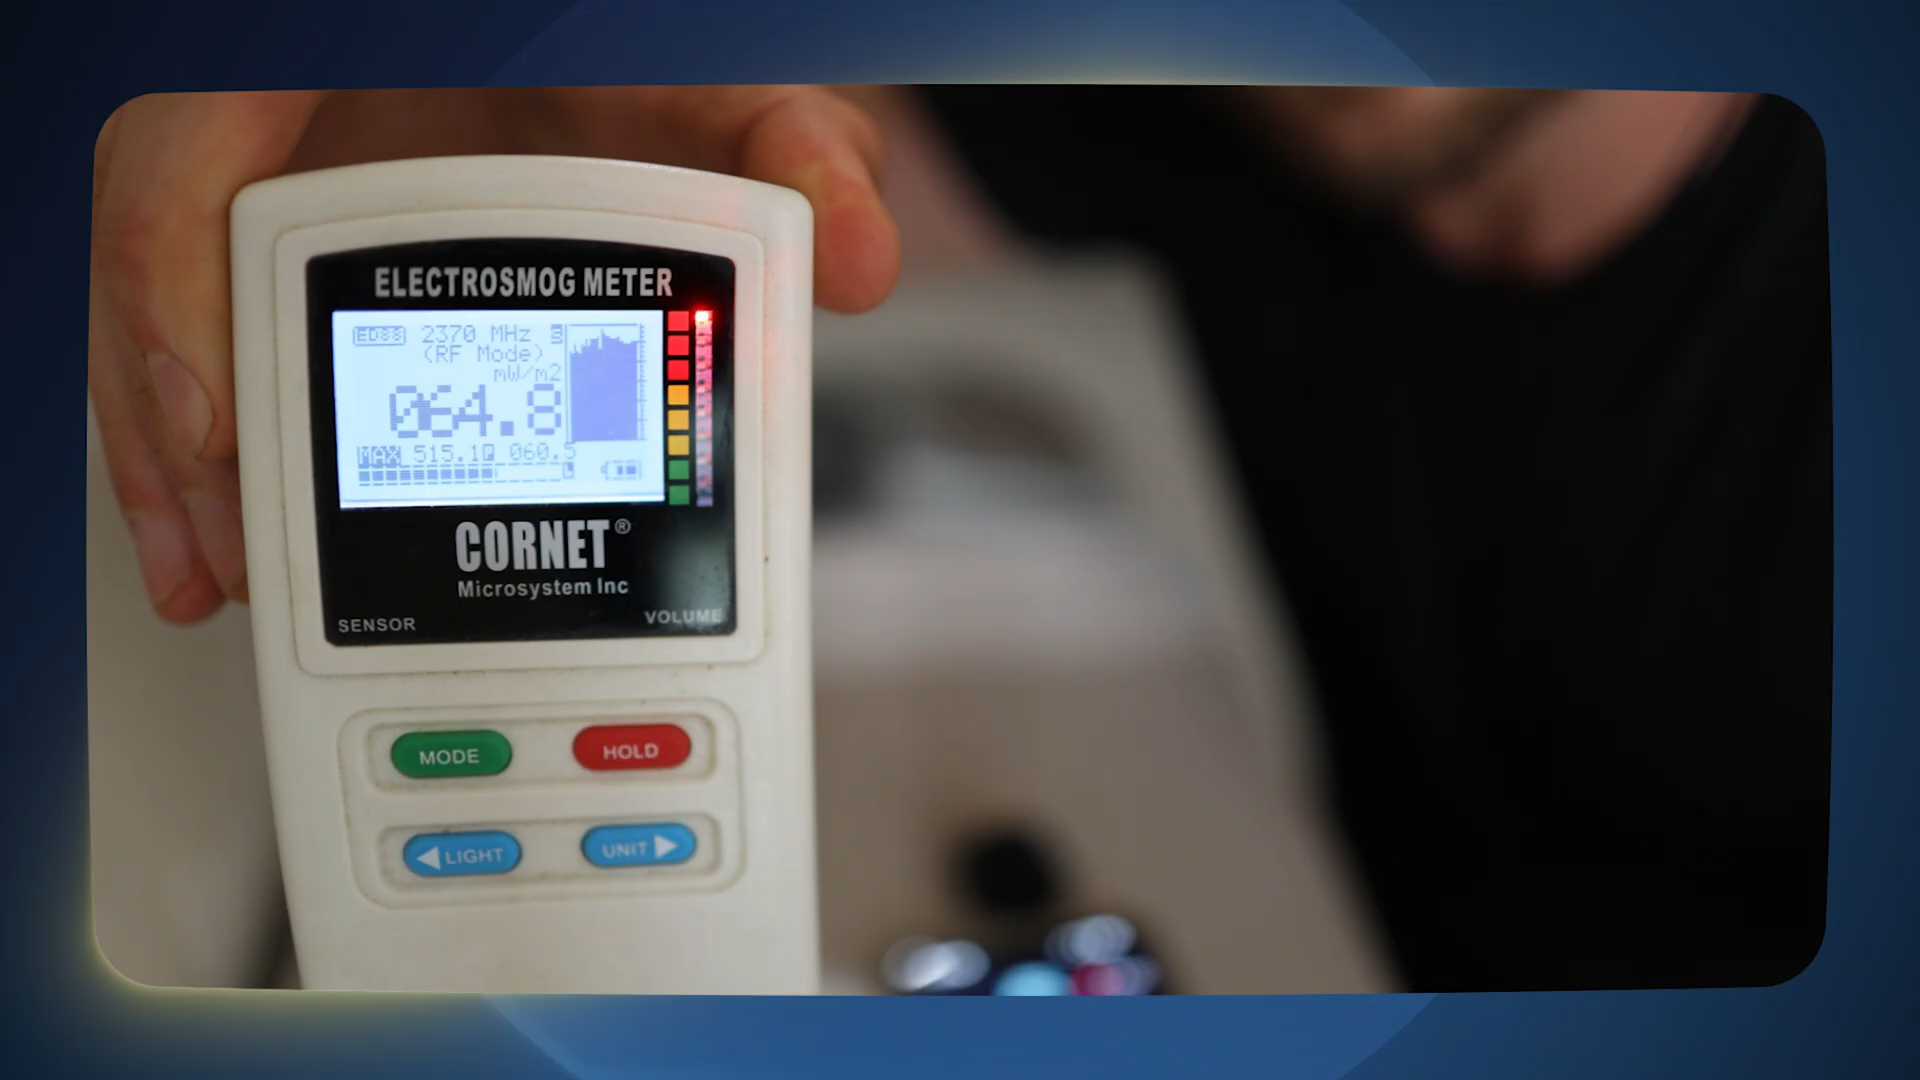 ELECTROSMOG METER
ED88 2370 MHz
(RF Mode)
mW/m2
064.8
MAX 515.1 P 060.5
CORNET®
Microsystem Inc
SENSOR VOLUME
MODE HOLD
LIGHT UNIT